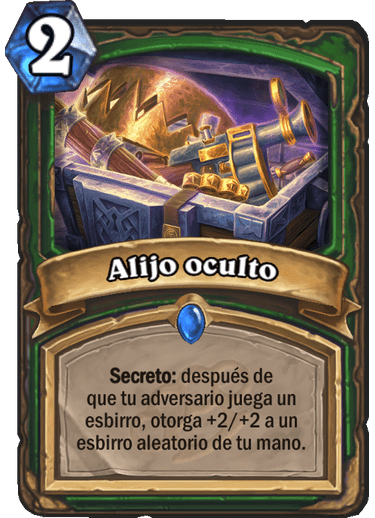 2
Alijo oculto
Secreto: después de
que tu adversario juega un
esbirro, otorga +2/+2 a un
esbirro aleatorio de tu mano.